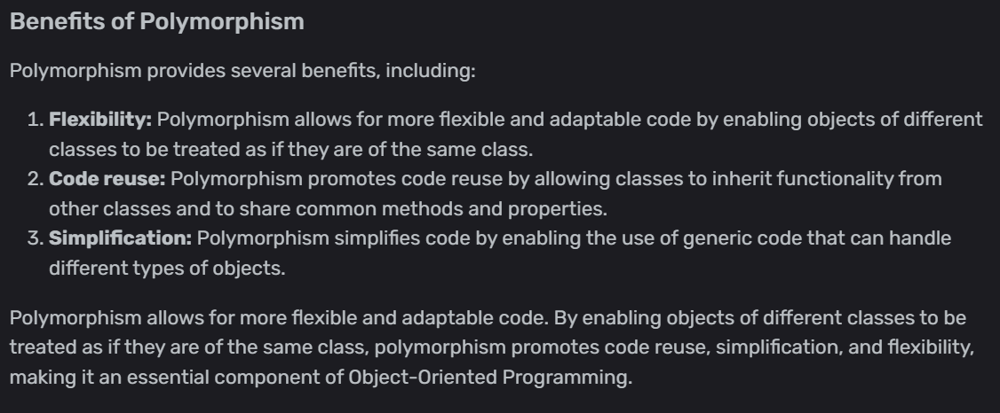 Benefits of Polymorphism
Polymorphism provides several benefits, including:
1. Flexibility: Polymorphism allows for more flexible and adaptable code by enabling objects of different
classes to be treated as if they are of the same class.
2. Code reuse: Polymorphism promotes code reuse by allowing classes to inherit functionality from
other classes and to share common methods and properties.
3. Simplification: Polymorphism simplifies code by enabling the use of generic code that can handle
different types of objects.
Polymorphism allows for more flexible and adaptable code. By enabling objects of different classes to be
treated as if they are of the same class, polymorphism promotes code reuse, simplification, and flexibility,
making it an essential component of Object-Oriented Programming.